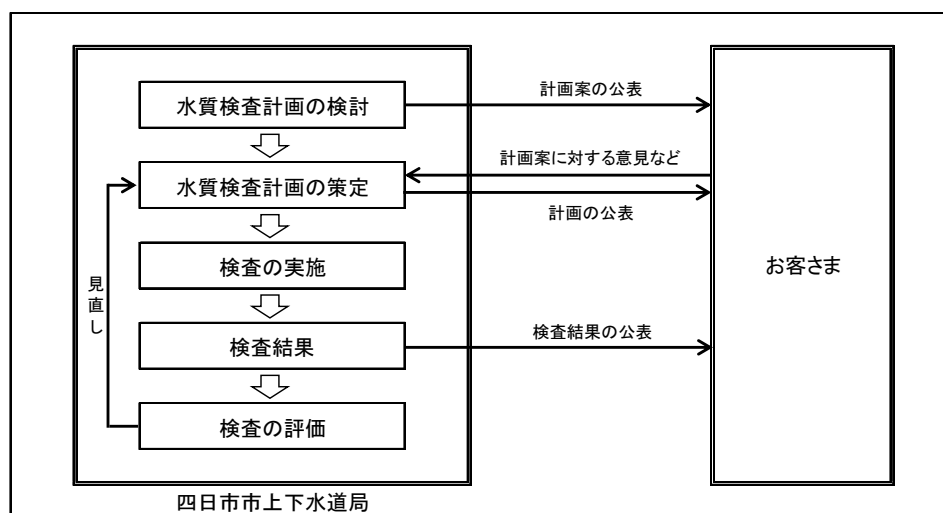 水質検査計画の検討
計画案の公表
計画案に対する意見など
水質検査計画の策定
計画の公表
検査の実施
お客さま
見直し
検査結果
検査結果の公表
検査の評価
四日市市上下水道局